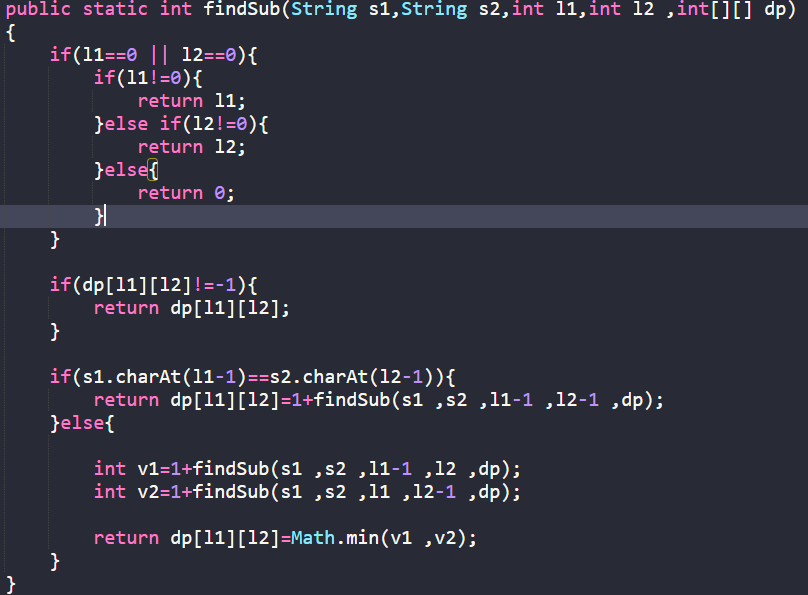 public static int findSub(String s1,String s2,int l1,int l2 ,int[][] dp)
{
    if(l1==0 || l2==0){
        if(l1!=0){
            return l1;
        }else if(l2!=0){
            return l2;
        }else{
            return 0;
        }
    }

    if(dp[l1][l2]!=-1){
        return dp[l1][l2];
    }

    if(s1.charAt(l1-1)==s2.charAt(l2-1)){
        return dp[l1][l2]=1+findSub(s1 ,s2 ,l1-1 ,l2-1 ,dp);
    }else{

        int v1=1+findSub(s1 ,s2 ,l1-1 ,l2 ,dp);
        int v2=1+findSub(s1 ,s2 ,l1 ,l2-1 ,dp);

        return dp[l1][l2]=Math.min(v1 ,v2);
    }
}